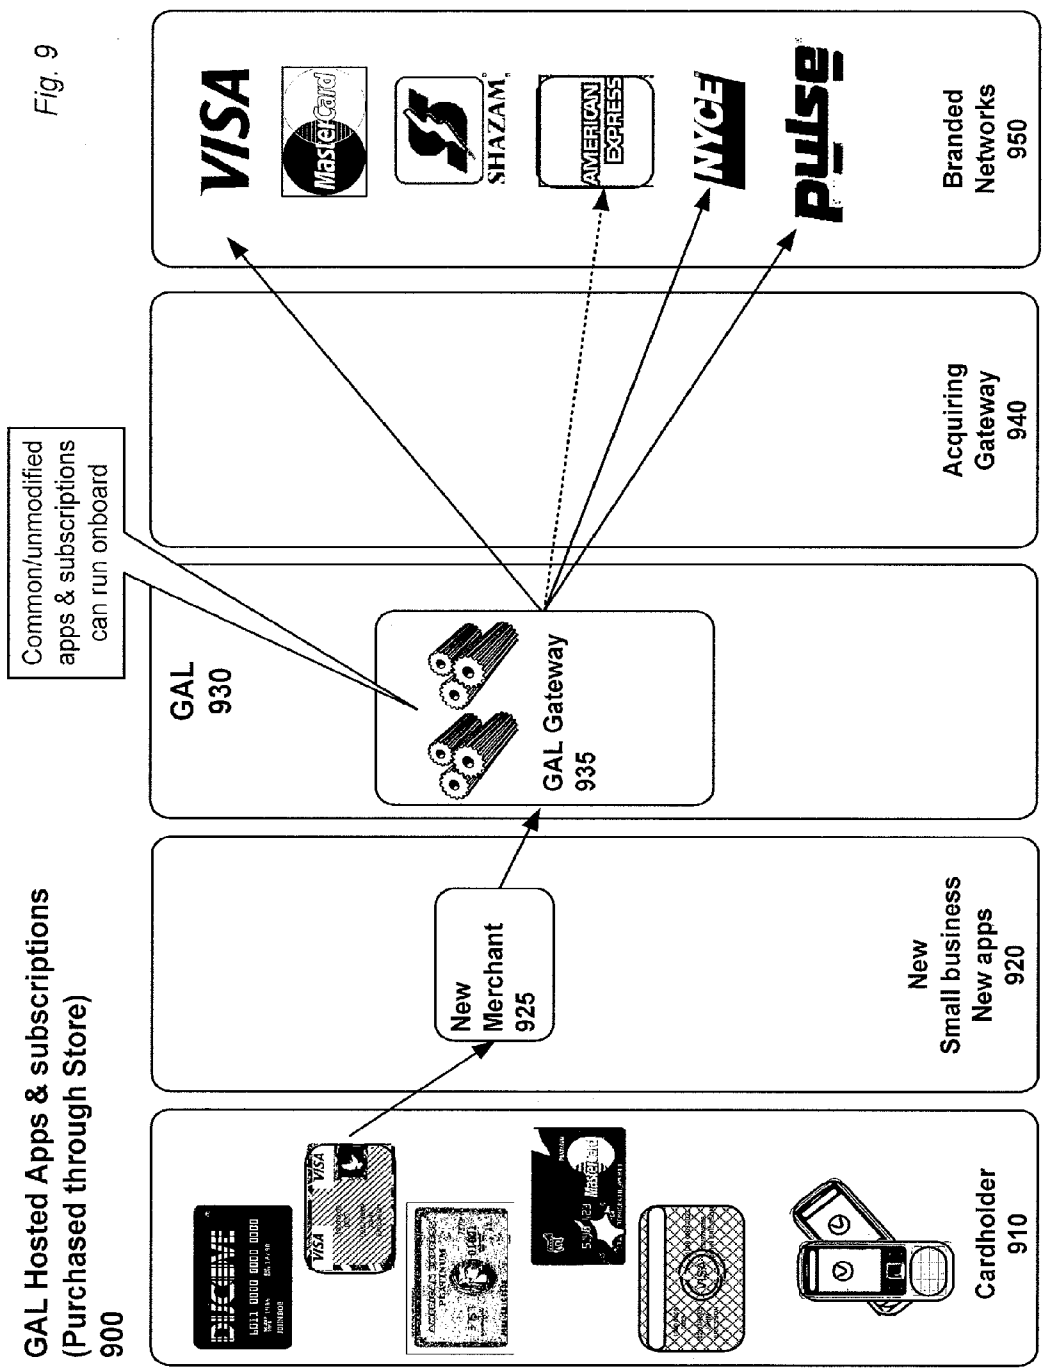 Fig. 9
GAL Hosted Apps & subscriptions
(Purchased through Store)
900
Common/unmodified
apps & subscriptions
can run onboard
VISA
VISA
MasterCard
Cardholder
910
New
Merchant
925
New
Small business
New apps
920
GAL
930
GAL Gateway
935
Acquiring
Gateway
940
VISA
MasterCard
SHAZAM
AMERICAN
EXPRESS
NYCE
pulse
Branded
Networks
950